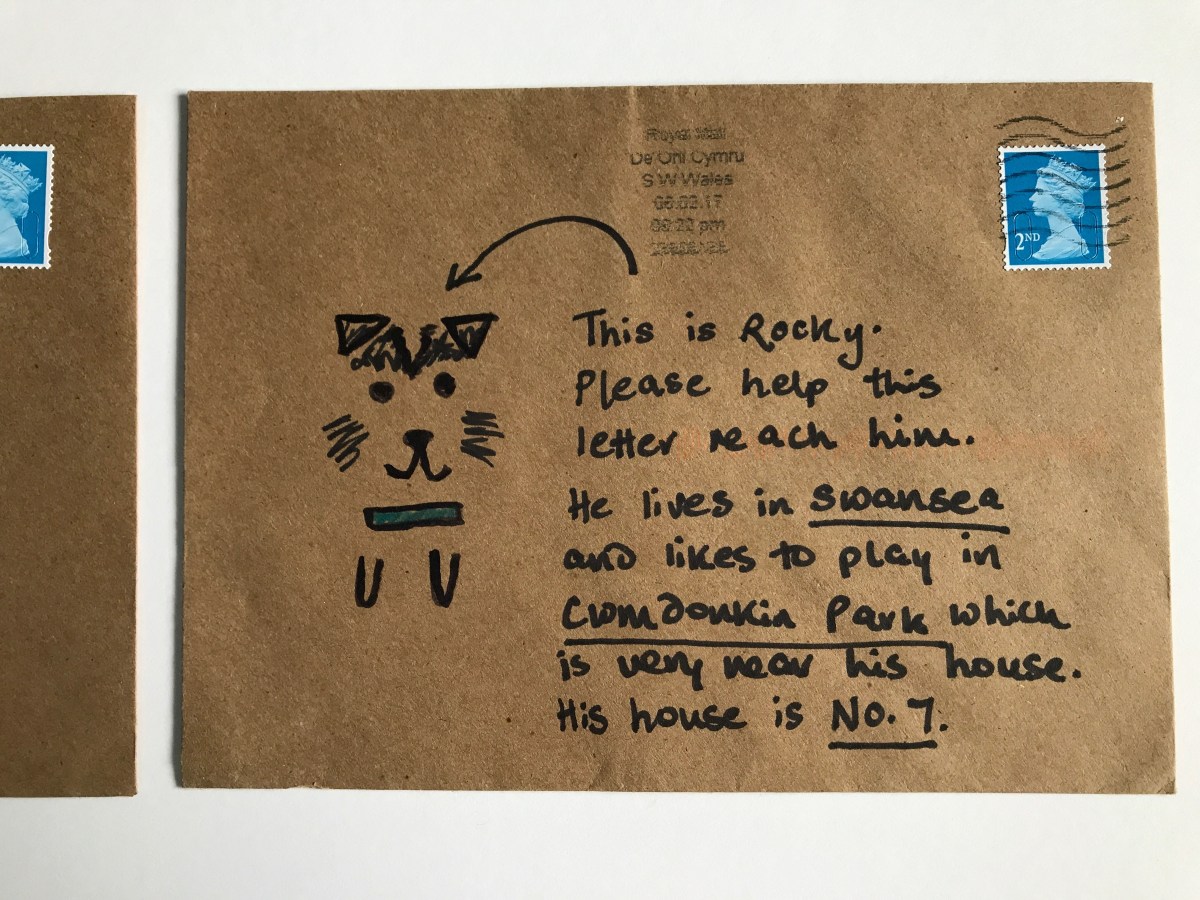 Royal Mail
De Ori Cymru
S W Wales
2ND
This is Rocky.
Please help this
letter reach him.
He lives in Swansea
and likes to play in
Cwmdonkin Park which
is very near his house.
His house is No. 7.